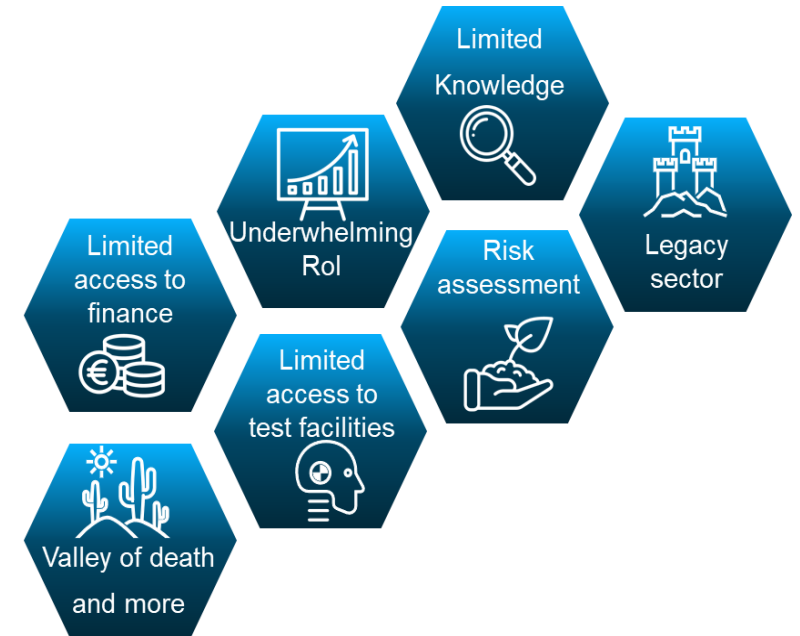 Limited
Knowledge
Underwhelming
RoI
Legacy
sector
Limited
access to
finance
€
Risk
assessment
Limited
access to
test facilities
Valley of death
and more